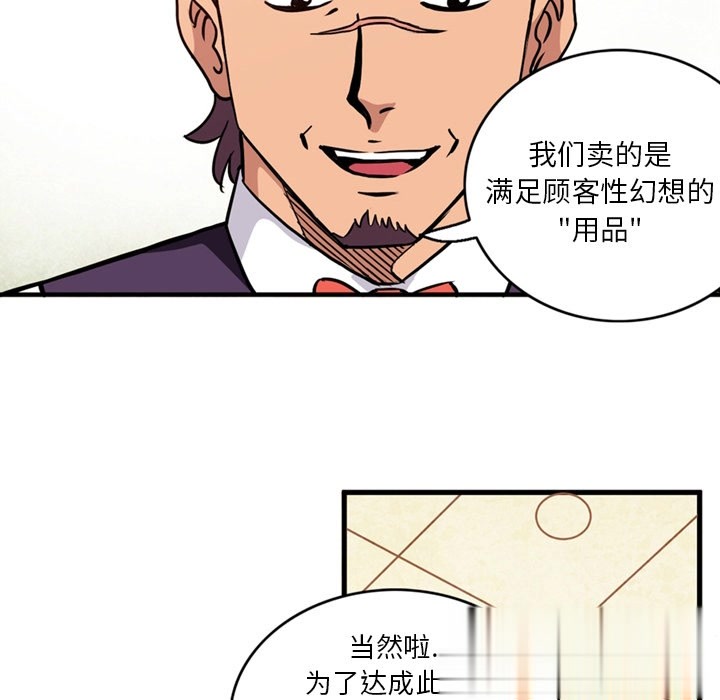 我们卖的是
满足顾客性幻想的
"用品"
当然啦.
为了达成此